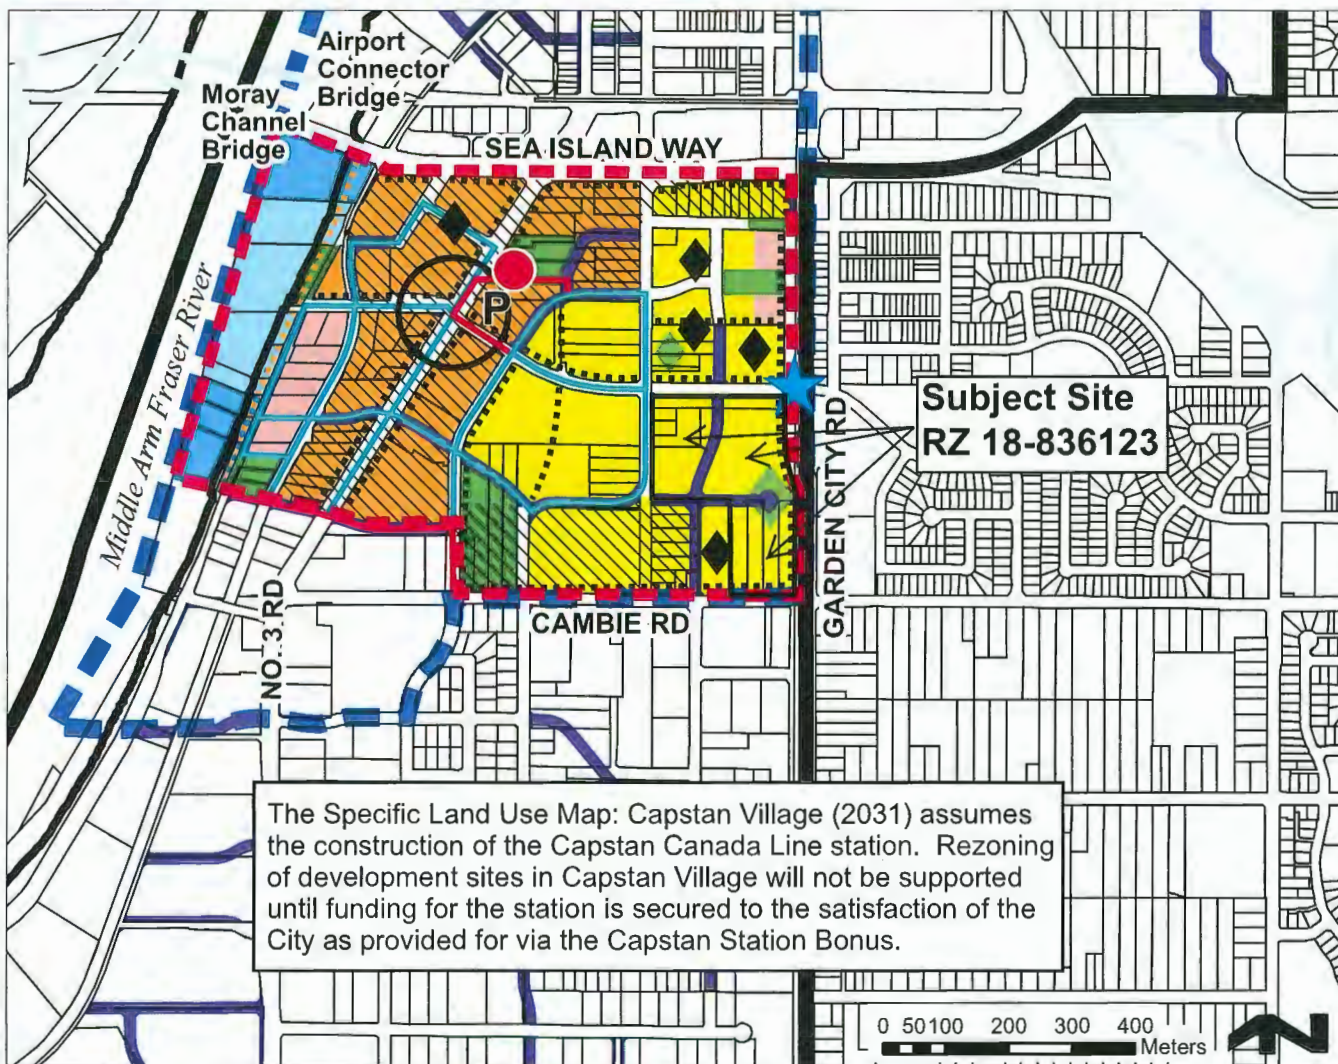 Airport
Connector
Bridge
Moray
Channel
Bridge
SEA ISLAND WAY
P
Middle Arm Fraser River
Subject Site
RZ 18-836123
GARDEN CITY RD
NO. 3 RD
CAMBIE RD
The Specific Land Use Map: Capstan Village (2031) assumes
the construction of the Capstan Canada Line station. Rezoning
of development sites in Capstan Village will not be supported
until funding for the station is secured to the satisfaction of the
City as provided for via the Capstan Station Bonus.
0 50 100 200 300 400
Meters